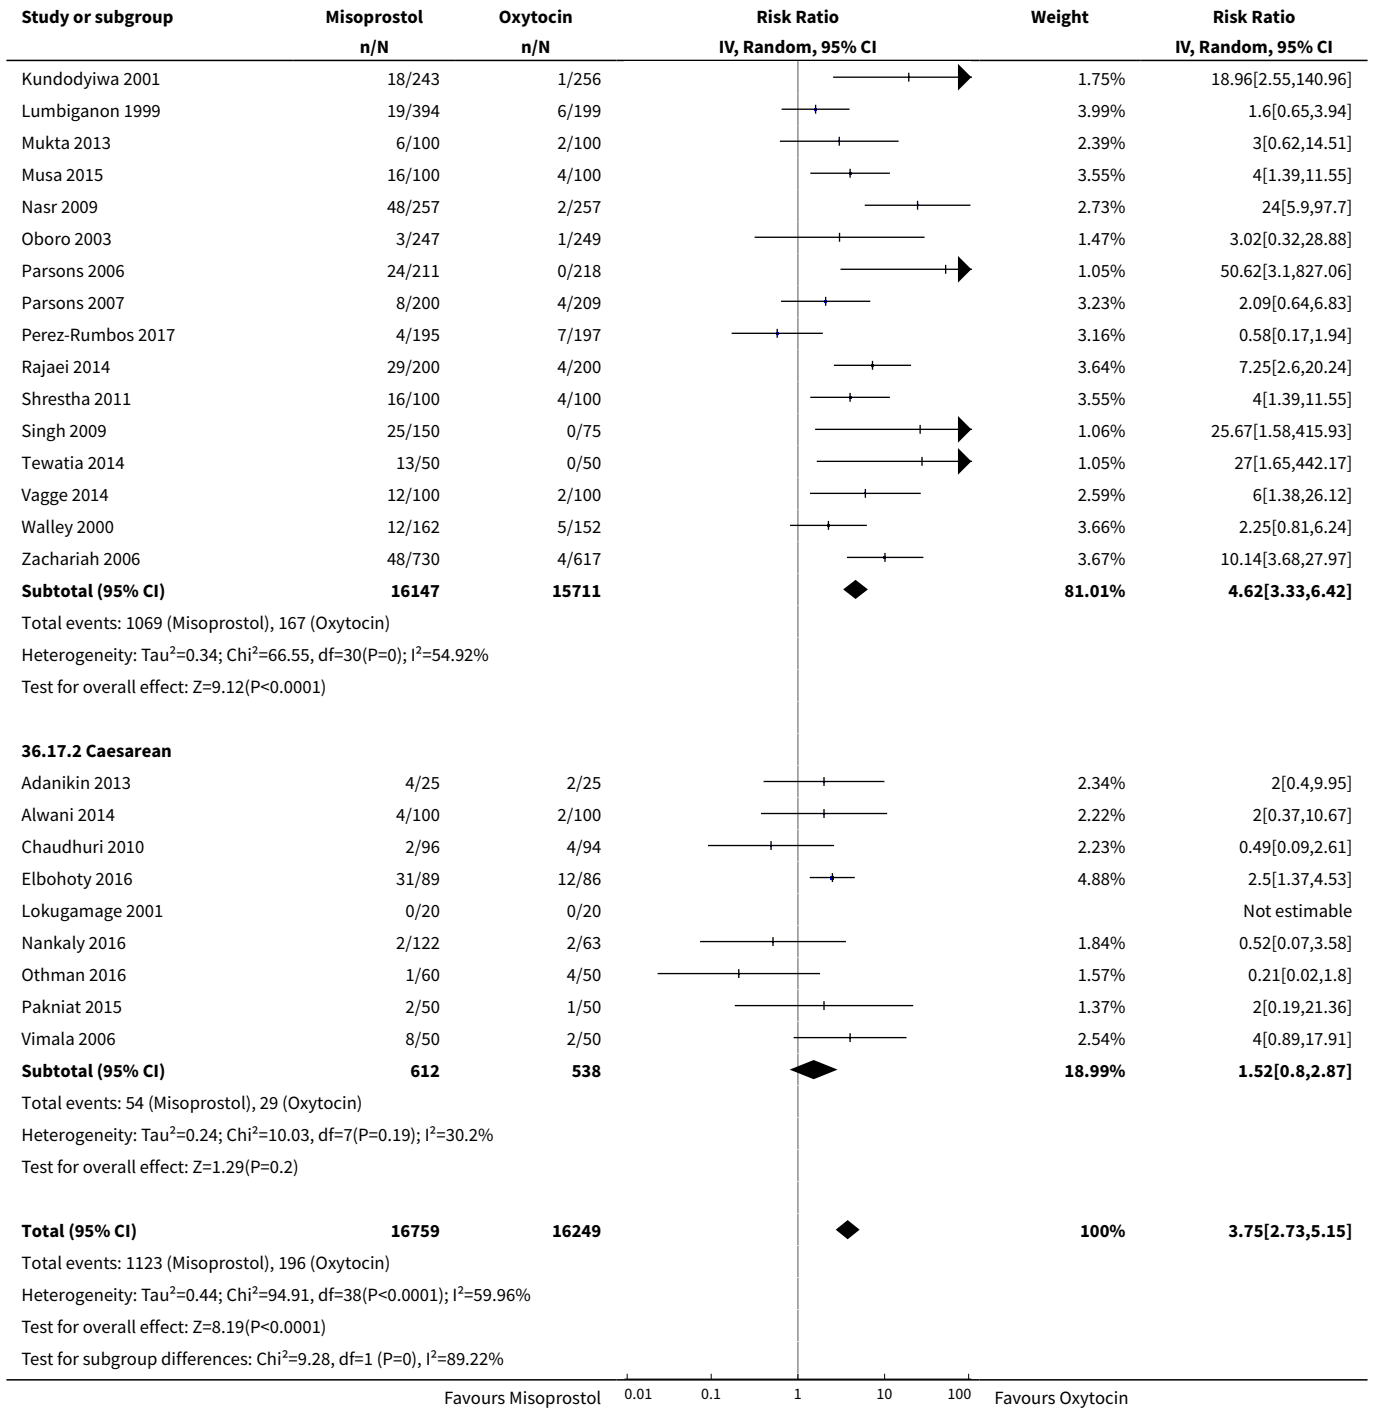 Study or subgroup Misoprostol Oxytocin Risk Ratio Weight Risk Ratio
n/N n/N IV, Random, 95% CI IV, Random, 95% CI
Kundodyiwa 2001 18/243 1/256 1.75% 18.96[2.55,140.96]
Lumbiganon 1999 19/394 6/199 3.99% 1.6[0.65,3.94]
Mukta 2013 6/100 2/100 2.39% 3[0.62,14.51]
Musa 2015 16/100 4/100 3.55% 4[1.39,11.55]
Nasr 2009 48/257 2/257 2.73% 24[5.9,97.7]
Oboro 2003 3/247 1/249 1.47% 3.02[0.32,28.88]
Parsons 2006 24/211 0/218 1.05% 50.62[3.1,827.06]
Parsons 2007 8/200 4/209 3.23% 2.09[0.64,6.83]
Perez-Rumbos 2017 4/195 7/197 3.16% 0.58[0.17,1.94]
Rajaei 2014 29/200 4/200 3.64% 7.25[2.6,20.24]
Shrestha 2011 16/100 4/100 3.55% 4[1.39,11.55]
Singh 2009 25/150 0/75 1.06% 25.67[1.58,415.93]
Tewatia 2014 13/50 0/50 1.05% 27[1.65,442.17]
Vagge 2014 12/100 2/100 2.59% 6[1.38,26.12]
Walley 2000 12/162 5/152 3.66% 2.25[0.81,6.24]
Zachariah 2006 48/730 4/617 3.67% 10.14[3.68,27.97]
Subtotal (95% CI) 16147 15711 81.01% 4.62[3.33,6.42]
Total events: 1069 (Misoprostol), 167 (Oxytocin)
Heterogeneity: Tau²=0.34; Chi²=66.55, df=30(P=0); I²=54.92%
Test for overall effect: Z=9.12(P<0.0001)
36.17.2 Caesarean
Adanikin 2013 4/25 2/25 2.34% 2[0.4,9.95]
Alwani 2014 4/100 2/100 2.22% 2[0.37,10.67]
Chaudhuri 2010 2/96 4/94 2.23% 0.49[0.09,2.61]
Elbohoty 2016 31/89 12/86 4.88% 2.5[1.37,4.53]
Lokugamage 2001 0/20 0/20 Not estimable
Nankaly 2016 2/122 2/63 1.84% 0.52[0.07,3.58]
Othman 2016 1/60 4/50 1.57% 0.21[0.02,1.8]
Pakniat 2015 2/50 1/50 1.37% 2[0.19,21.36]
Vimala 2006 8/50 2/50 2.54% 4[0.89,17.91]
Subtotal (95% CI) 612 538 18.99% 1.52[0.8,2.87]
Total events: 54 (Misoprostol), 29 (Oxytocin)
Heterogeneity: Tau²=0.24; Chi²=10.03, df=7(P=0.19); I²=30.2%
Test for overall effect: Z=1.29(P=0.2)
Total (95% CI) 16759 16249 100% 3.75[2.73,5.15]
Total events: 1123 (Misoprostol), 196 (Oxytocin)
Heterogeneity: Tau²=0.44; Chi²=94.91, df=38(P<0.0001); I²=59.96%
Test for overall effect: Z=8.19(P<0.0001)
Test for subgroup differences: Chi²=9.28, df=1 (P=0), I²=89.22%
Favours Misoprostol 0.01 0.1 1 10 100 Favours Oxytocin